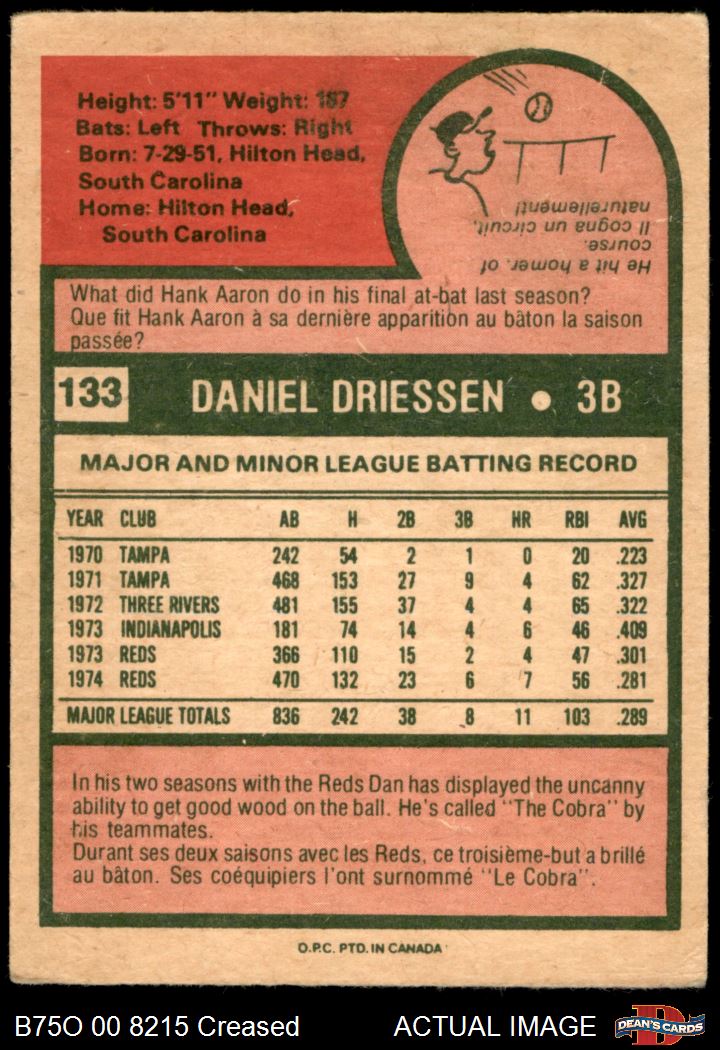 Height: 5'11" Weight: 187
Bats: Left Throws: Right
Born: 7-29-51, Hilton Head,
South Carolina
Home: Hilton Head,
South Carolina
He hit a homer, of
course.
Il cogna un circuit,
naturellement!
What did Hank Aaron do in his final at-bat last season?
Que fit Hank Aaron à sa dernière apparition au bâton la saison
passée?
133 DANIEL DRIESSEN • 3B
MAJOR AND MINOR LEAGUE BATTING RECORD
YEAR CLUB AB H 2B 3B HR RBI AVG
1970 TAMPA 242 54 2 1 0 20 .223
1971 TAMPA 468 153 27 9 4 62 .327
1972 THREE RIVERS 481 155 37 4 4 65 .322
1973 INDIANAPOLIS 181 74 14 4 6 46 .409
1973 REDS 366 110 15 2 4 47 .301
1974 REDS 470 132 23 6 7 56 .281
MAJOR LEAGUE TOTALS 836 242 38 8 11 103 .289
In his two seasons with the Reds Dan has displayed the uncanny
ability to get good wood on the ball. He's called "The Cobra" by
his teammates.
Durant ses deux saisons avec les Reds, ce troisième-but a brillé
au bâton. Ses coéquipiers l'ont surnommé "Le Cobra".
O.P.C. PTD. IN CANADA
B75O 00 8215 Creased ACTUAL IMAGE DEAN'S CARDS